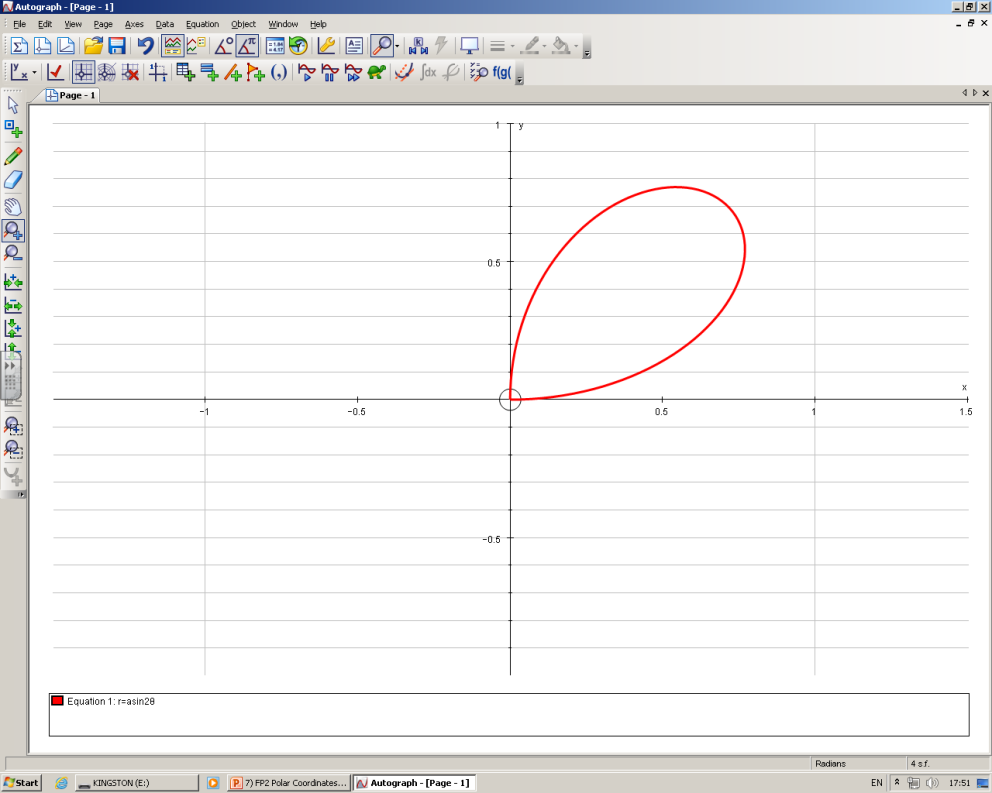 Autograph - [Page - 1]
File Edit View Page Axes Data Equation Object Window Help
f(g(
Page - 1
1 y
0.5
x
−1 −0.5 0.5 1 1.5
−0.5
Equation 1: r=asin2θ
Radians 4 s.f.
Start KINGSTON (E:) 7) FP2 Polar Coordinates... Autograph - [Page - 1] EN 17:51